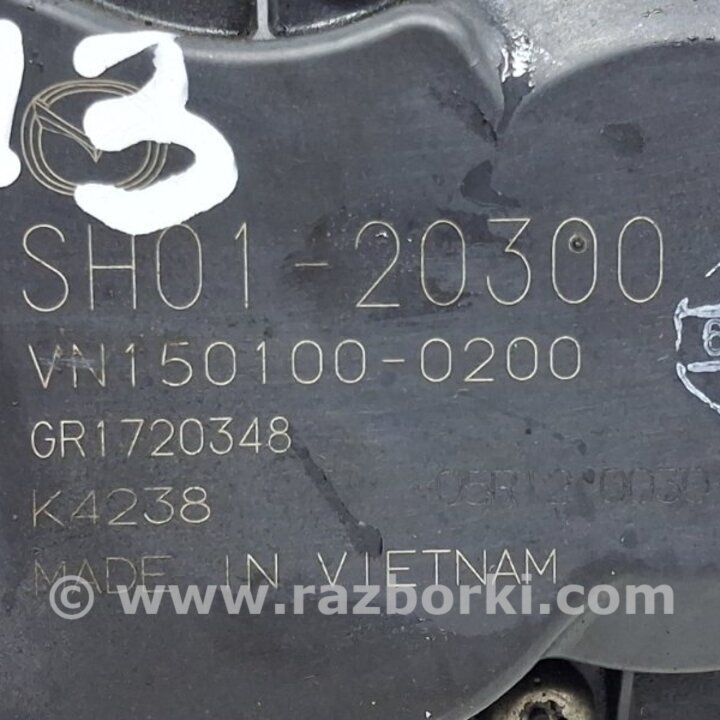 13
SH01-20300
VN150100-0200
GR1720348
K4238
MADE IN VIETNAM
© www.razborki.com